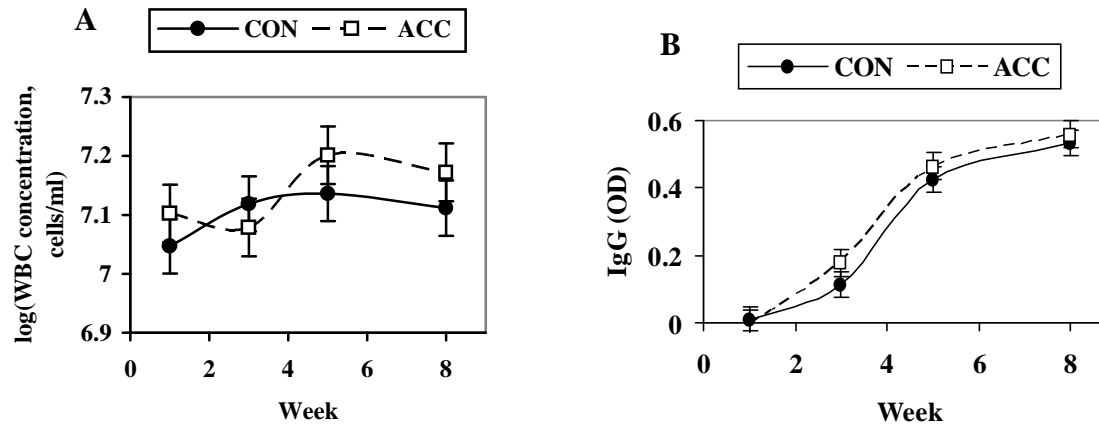 A
CON ACC
log(WBC concentration,
cells/ml)
7.3
7.2
7.1
7
6.9
0 2 4 6 8
Week
B
CON ACC
IgG (OD)
0.6
0.4
0.2
0
0 2 4 6 8
Week